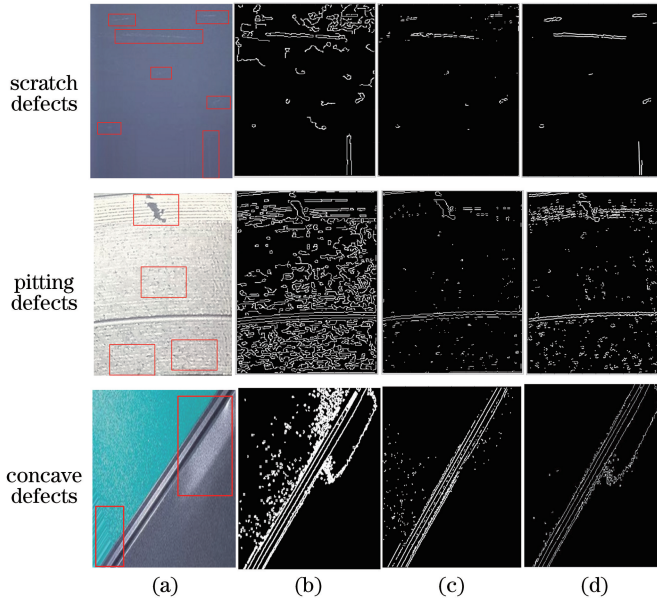 scratch
defects
pitting
defects
concave
defects
(a) (b) (c) (d)